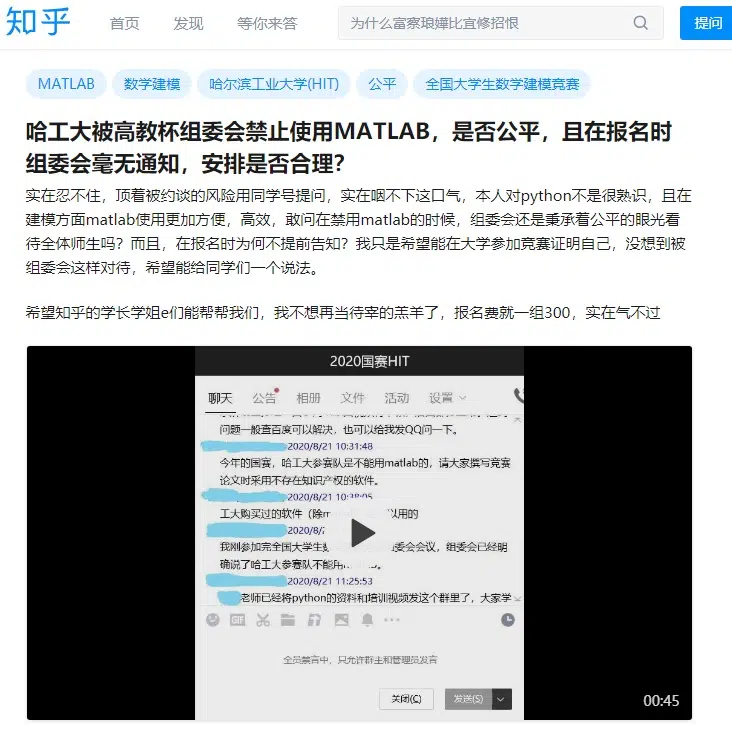 知乎
首页 发现 等你来答 为什么富察琅嬅比宜修招恨 提问
MATLAB 数学建模 哈尔滨工业大学(HIT) 公平 全国大学生数学建模竞赛
哈工大被高教杯组委会禁止使用MATLAB，是否公平，且在报名时
组委会毫无通知，安排是否合理？
实在忍不住，顶着被约谈的风险用同学号提问，实在咽不下这口气，本人对python不是很熟识，且在
建模方面matlab使用更加方便，高效，敢问在禁用matlab的时候，组委会还是秉承着公平的眼光看
待全体师生吗？而且，在报名时为何不提前告知？我只是希望能在大学参加竞赛证明自己，没想到被
组委会这样对待，希望能给同学们一个说法。
希望知乎的学长学姐e们能帮帮我们，我不想再当待宰的羔羊了，报名费就一组300，实在气不过
2020国赛HIT
聊天 公告 相册 文件 活动 设置
问题一般查百度可以解决，也可以给我发QQ问一下。
2020/8/21 10:31:48
今年的国赛，哈工大参赛队是不能用matlab的，请大家撰写竞赛
论文时采用不存在知识产权的软件。
2020/8/21 10:38:05
工大购买过的软件（除 以用的
2020/8/
我刚参加完全国大学生 委会会议，组委会已经明
确说了哈工大参赛队不能用
2020/8/21 11:25:53
老师已经将python的资料和培训视频发这个群里了，大家学
GIF
全员禁言中，只允许群主和管理员发言
关闭(C) 发送(S)
00:45